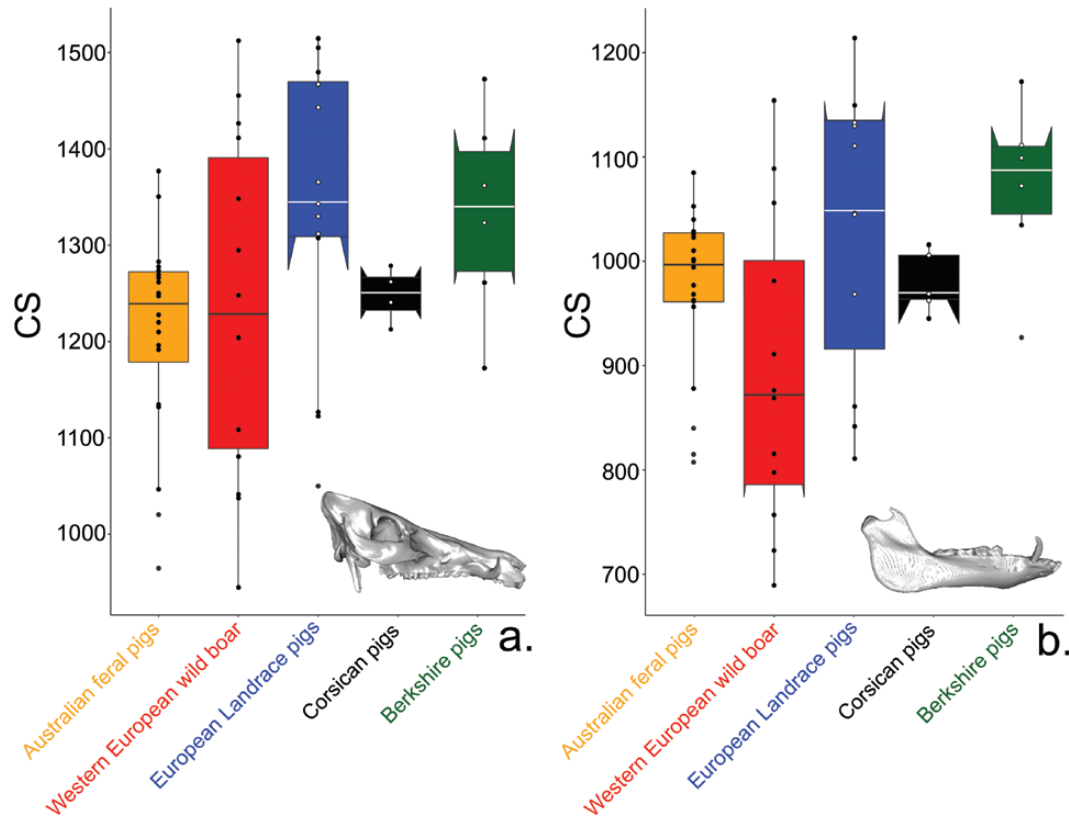 1500
1400
1300
1200
1100
1000
CS
Australian feral pigs
Western European wild boar
European Landrace pigs
Corsican pigs
Berkshire pigs
a.
1200
1100
1000
900
800
700
CS
Australian feral pigs
Western European wild boar
European Landrace pigs
Corsican pigs
Berkshire pigs
b.